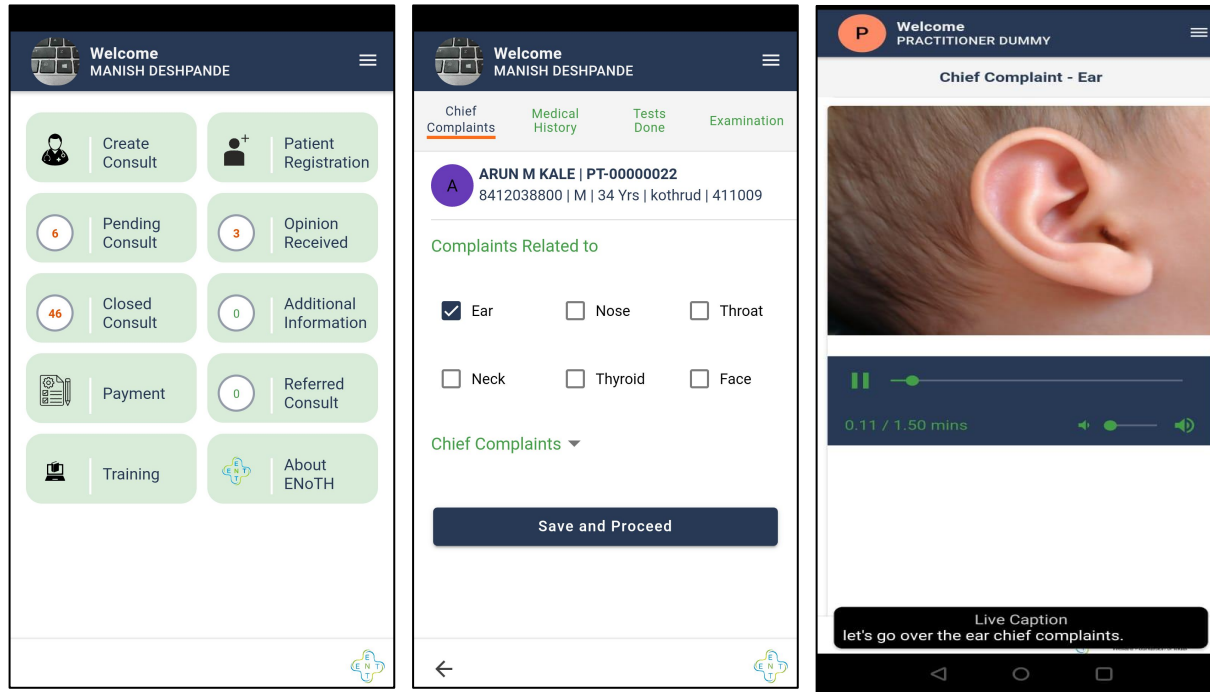 Welcome
MANISH DESHPANDE
Create
Consult
Patient
Registration
6
Pending
Consult
3
Opinion
Received
46
Closed
Consult
0
Additional
Information
Payment
0
Referred
Consult
Training
E
E N T
T
About
ENoTH
E
E N T
T
Welcome
MANISH DESHPANDE
Chief
Complaints
Medical
History
Tests
Done
Examination
A
ARUN M KALE | PT-00000022
8412038800 | M | 34 Yrs | kothrud | 411009
Complaints Related to
Ear
Nose
Throat
Neck
Thyroid
Face
Chief Complaints
Save and Proceed
E
E N T
T
P
Welcome
PRACTITIONER DUMMY
Chief Complaint - Ear
0.11 / 1.50 mins
Live Caption
let's go over the ear chief complaints.